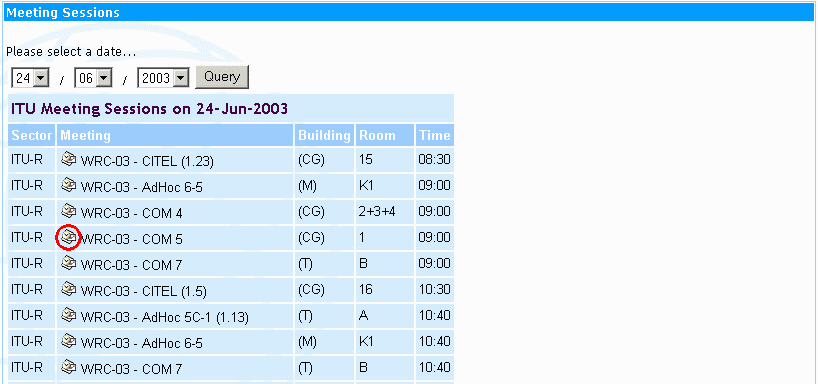 Meeting Sessions
Please select a date...
24 / 06 / 2003 Query
ITU Meeting Sessions on 24-Jun-2003
Sector Meeting Building Room Time
ITU-R WRC-03 - CITEL (1.23) (CG) 15 08:30
ITU-R WRC-03 - AdHoc 6-5 (M) K1 09:00
ITU-R WRC-03 - COM 4 (CG) 2+3+4 09:00
ITU-R WRC-03 - COM 5 (CG) 1 09:00
ITU-R WRC-03 - COM 7 (T) B 09:00
ITU-R WRC-03 - CITEL (1.5) (CG) 16 10:30
ITU-R WRC-03 - AdHoc 5C-1 (1.13) (T) A 10:40
ITU-R WRC-03 - AdHoc 6-5 (M) K1 10:40
ITU-R WRC-03 - COM 7 (T) B 10:40